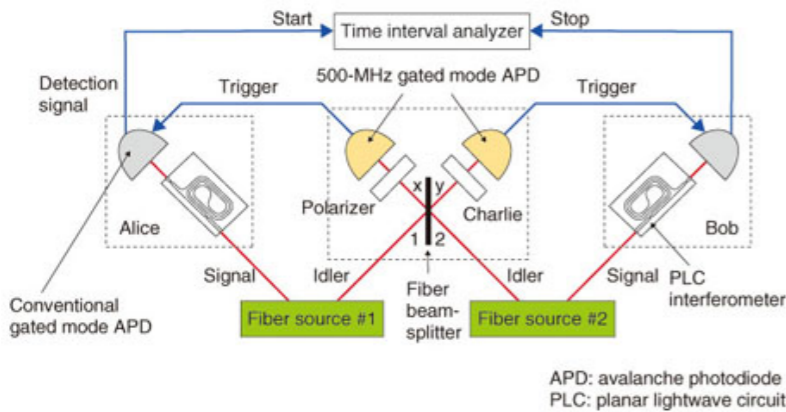 Start
Time interval analyzer
Stop
500-MHz gated mode APD
Detection
signal
Trigger
Trigger
x y
Polarizer
Charlie
Alice
Bob
1 2
Signal
Idler
Idler
Signal
PLC
interferometer
Conventional
gated mode APD
Fiber
beam-
splitter
Fiber source #1
Fiber source #2
APD: avalanche photodiode
PLC: planar lightwave circuit